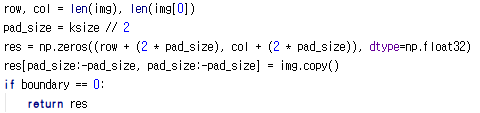 row, col = len(img), len(img[0])
pad_size = ksize // 2
res = np.zeros((row + (2 * pad_size), col + (2 * pad_size)), dtype=np.float32)
res[pad_size:-pad_size, pad_size:-pad_size] = img.copy()
if boundary == 0:
    return res